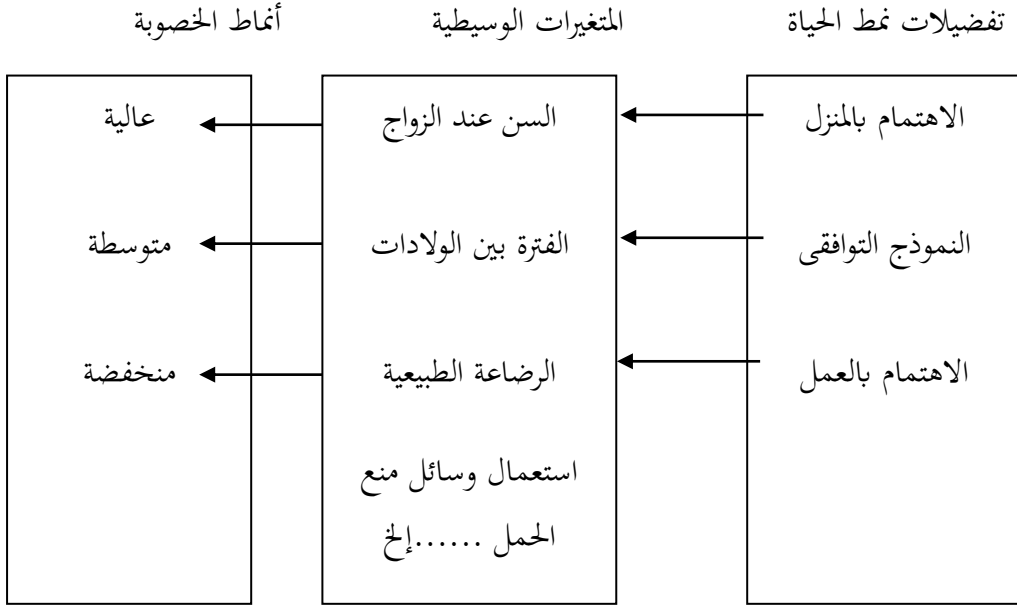 تفضيلات نمط الحياة
المتغيرات الوسيطية
أنماط الخصوبة
الاهتمام بالمنزل
السن عند الزواج
عالية
النموذج التوافقى
الفترة بين الولادات
متوسطة
الاهتمام بالعمل
الرضاعة الطبيعية
منخفضة
استعمال وسائل منع
الحمل ......إلخ